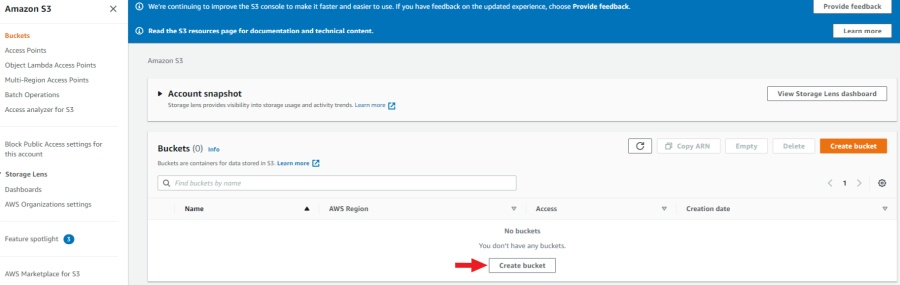 Amazon S3
Buckets
Access Points
Object Lambda Access Points
Multi-Region Access Points
Batch Operations
Access analyzer for S3
Block Public Access settings for
this account
Storage Lens
Dashboards
AWS Organizations settings
Feature spotlight 3
AWS Marketplace for S3
We're continuing to improve the S3 console to make it faster and easier to use. If you have feedback on the updated experience, choose Provide feedback.
Provide feedback
Read the S3 resources page for documentation and technical content.
Learn more
Amazon S3
Account snapshot
View Storage Lens dashboard
Storage lens provides visibility into storage usage and activity trends. Learn more
Buckets (0) Info
Copy ARN
Empty
Delete
Create bucket
Buckets are containers for data stored in S3. Learn more
Find buckets by name
1
Name
AWS Region
Access
Creation date
No buckets
You don't have any buckets.
Create bucket